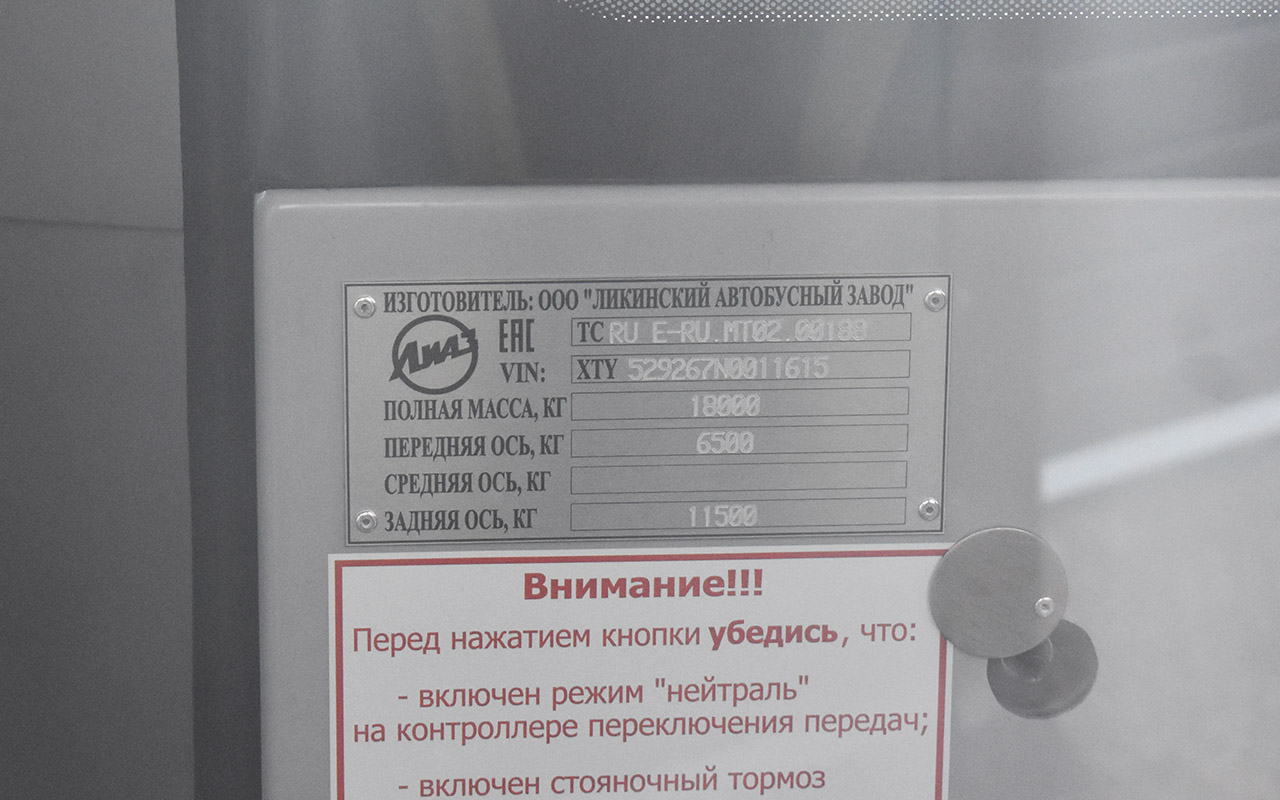 ИЗГОТОВИТЕЛЬ: ООО "ЛИКИНСКИЙ АВТОБУСНЫЙ ЗАВОД"
ЛиАЗ EAC ТС RU E-RU.MT02.00188
VIN: XTY 529267N0011615
ПОЛНАЯ МАССА, КГ 18000
ПЕРЕДНЯЯ ОСЬ, КГ 6500
СРЕДНЯЯ ОСЬ, КГ
ЗАДНЯЯ ОСЬ, КГ 11500
Внимание!!!
Перед нажатием кнопки убедись, что:
- включен режим "нейтраль"
на контроллере переключения передач;
- включен стояночный тормоз